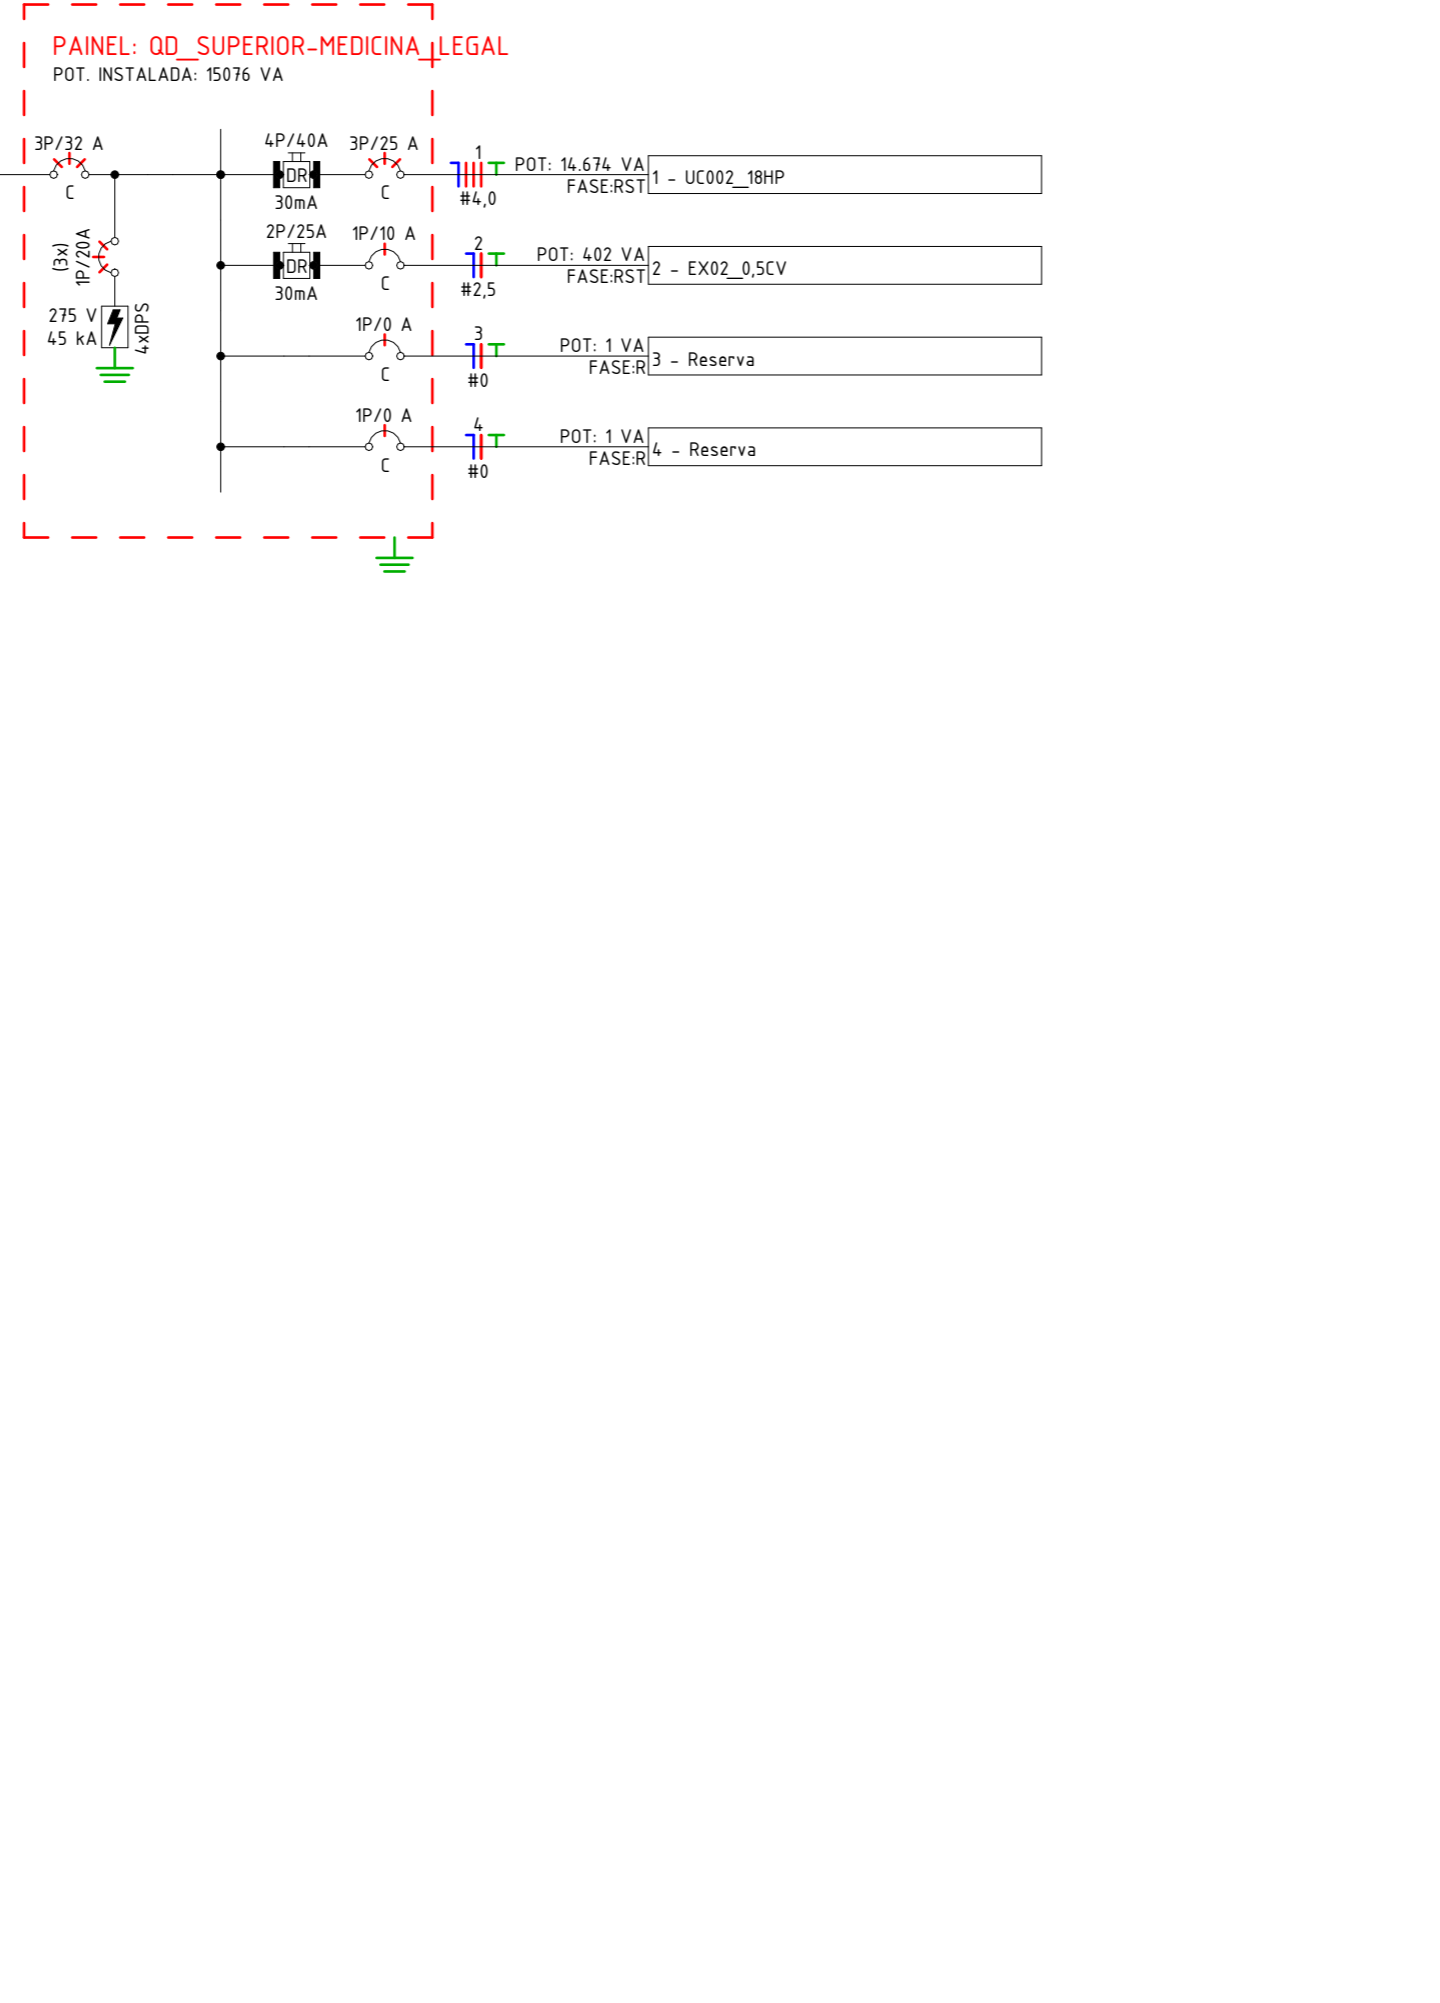 PAINEL: QD_SUPERIOR-MEDICINA_LEGAL
POT. INSTALADA: 15076 VA
3P/32 A
C
(3x)
1P/20A
275 V
45 kA
4xDPS
4P/40A
DR
30mA
3P/25 A
C
1
#4,0
POT: 14.674 VA
FASE:RST
1 - UC002_18HP
2P/25A
DR
30mA
1P/10 A
C
2
#2,5
POT: 402 VA
FASE:RST
2 - EX02_0,5CV
1P/0 A
C
3
#0
POT: 1 VA
FASE:R
3 - Reserva
1P/0 A
C
4
#0
POT: 1 VA
FASE:R
4 - Reserva